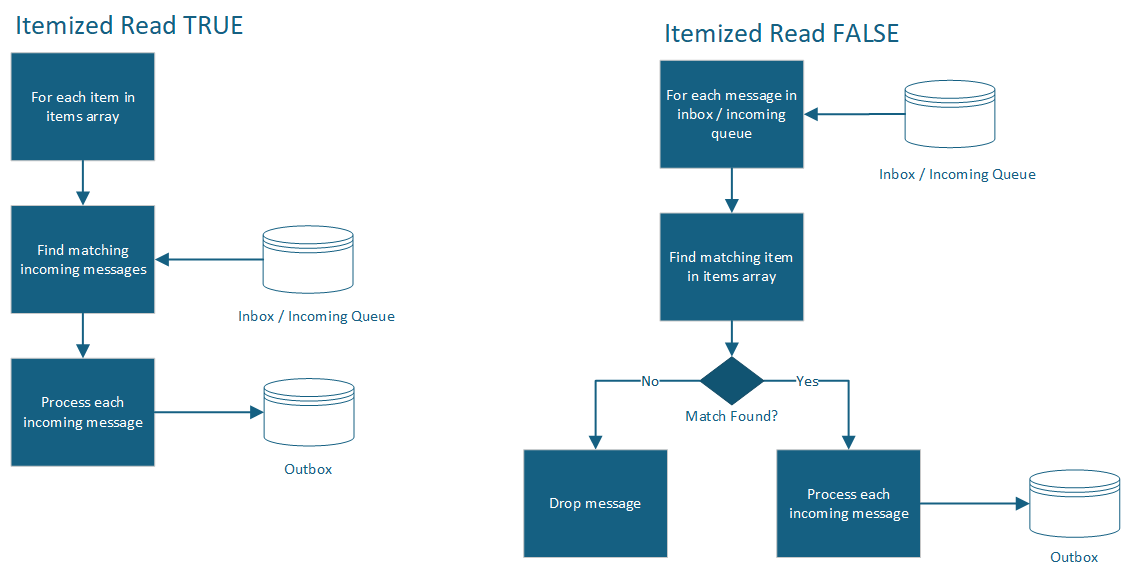 Itemized Read TRUE
For each item in
items array
Find matching
incoming messages
Inbox / Incoming Queue
Process each
incoming message
Outbox
Itemized Read FALSE
For each message in
inbox / incoming
queue
Inbox / Incoming Queue
Find matching item
in items array
No
Yes
Match Found?
Drop message
Process each
incoming message
Outbox